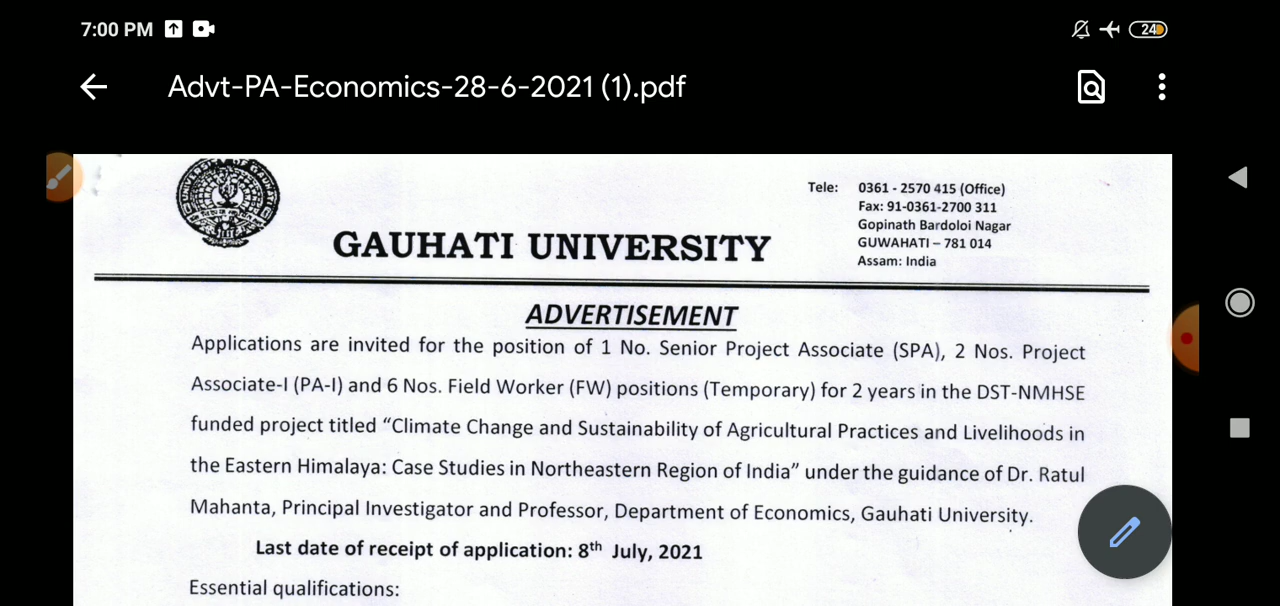 7:00 PM
24
Advt-PA-Economics-28-6-2021 (1).pdf
Tele: 0361 - 2570 415 (Office)
Fax: 91-0361-2700 311
Gopinath Bardoloi Nagar
GUWAHATI – 781 014
Assam: India
GAUHATI UNIVERSITY
ADVERTISEMENT
Applications are invited for the position of 1 No. Senior Project Associate (SPA), 2 Nos. Project
Associate-I (PA-I) and 6 Nos. Field Worker (FW) positions (Temporary) for 2 years in the DST-NMHSE
funded project titled “Climate Change and Sustainability of Agricultural Practices and Livelihoods in
the Eastern Himalaya: Case Studies in Northeastern Region of India” under the guidance of Dr. Ratul
Mahanta, Principal Investigator and Professor, Department of Economics, Gauhati University.
Last date of receipt of application: 8th July, 2021
Essential qualifications: